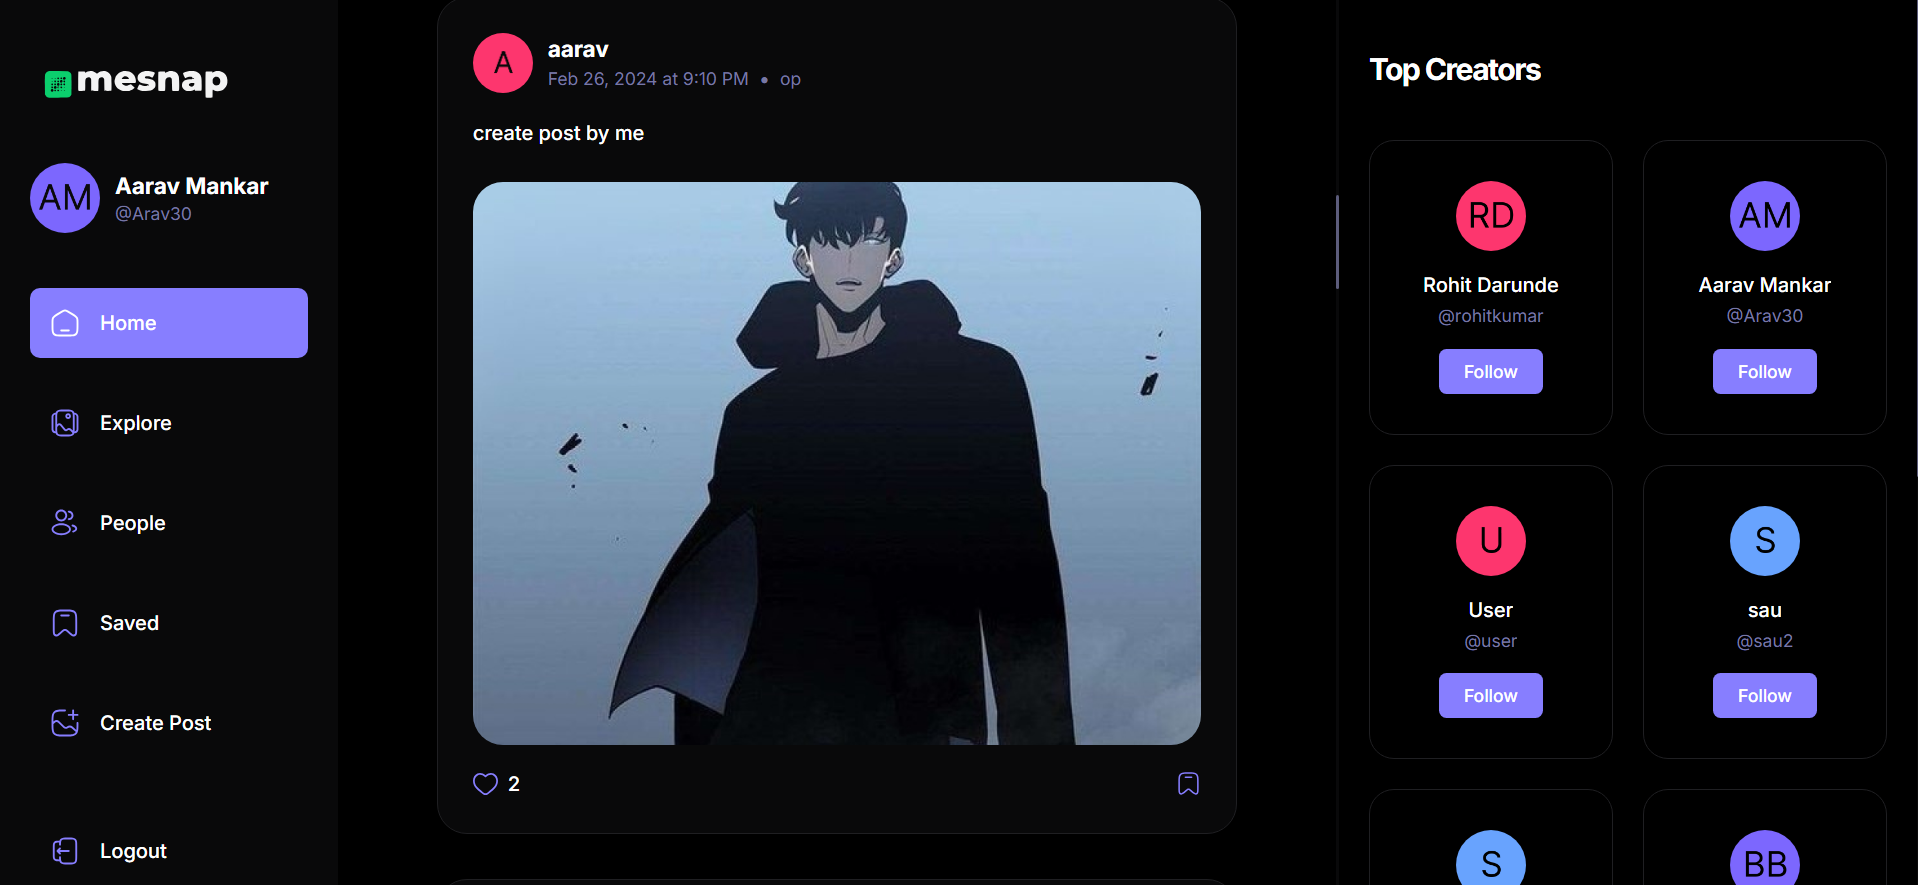 mesnap
AM
Aarav Mankar
@Arav30
Home
Explore
People
Saved
Create Post
Logout
A
aarav
Feb 26, 2024 at 9:10 PM • op
create post by me
2
Top Creators
RD
Rohit Darunde
@rohitkumar
Follow
AM
Aarav Mankar
@Arav30
Follow
U
User
@user
Follow
S
sau
@sau2
Follow
S
BB